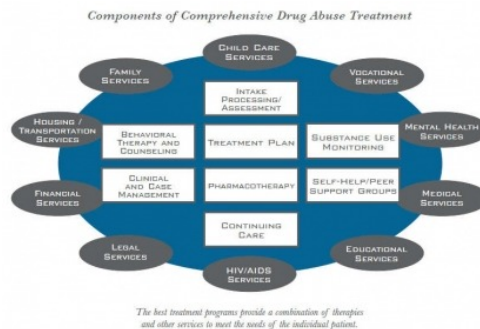 Components of Comprehensive Drug Abuse Treatment
CHILD CARE
SERVICES
FAMILY
SERVICES
VOCATIONAL
SERVICES
INTAKE
PROCESSING/
ASSESSMENT
HOUSING /
TRANSPORTATION
SERVICES
BEHAVIORAL
THERAPY AND
COUNSELING
TREATMENT PLAN
SUBSTANCE USE
MONITORING
MENTAL HEALTH
SERVICES
FINANCIAL
SERVICES
CLINICAL
AND CASE
MANAGEMENT
PHARMACOTHERAPY
SELF-HELP/PEER
SUPPORT GROUPS
MEDICAL
SERVICES
CONTINUING
CARE
LEGAL
SERVICES
EDUCATIONAL
SERVICES
HIV/AIDS
SERVICES
The best treatment programs provide a combination of therapies
and other services to meet the needs of the individual patient.